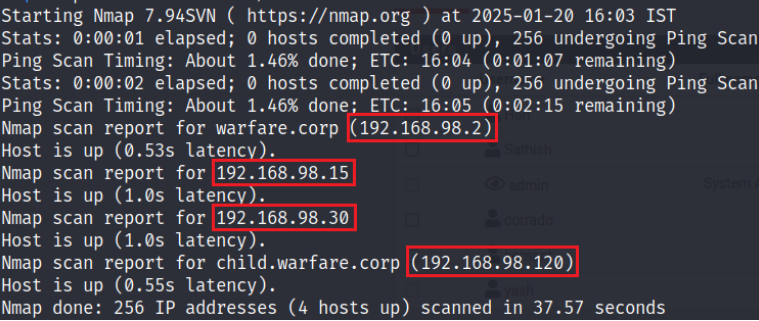 Starting Nmap 7.94SVN ( https://nmap.org ) at 2025-01-20 16:03 IST
Stats: 0:00:01 elapsed; 0 hosts completed (0 up), 256 undergoing Ping Scan
Ping Scan Timing: About 1.46% done; ETC: 16:04 (0:01:07 remaining)
Stats: 0:00:02 elapsed; 0 hosts completed (0 up), 256 undergoing Ping Scan
Ping Scan Timing: About 1.46% done; ETC: 16:05 (0:02:15 remaining)
Nmap scan report for warfare.corp (192.168.98.2)
Host is up (0.53s latency).
Sathish
Nmap scan report for 192.168.98.15
admin
System A
Host is up (1.0s latency).
Nmap scan report for 192.168.98.30
corrado
Host is up (1.0s latency).
Nmap scan report for child.warfare.corp (192.168.98.120)
Host is up (0.55s latency).
yash
Nmap done: 256 IP addresses (4 hosts up) scanned in 37.57 seconds